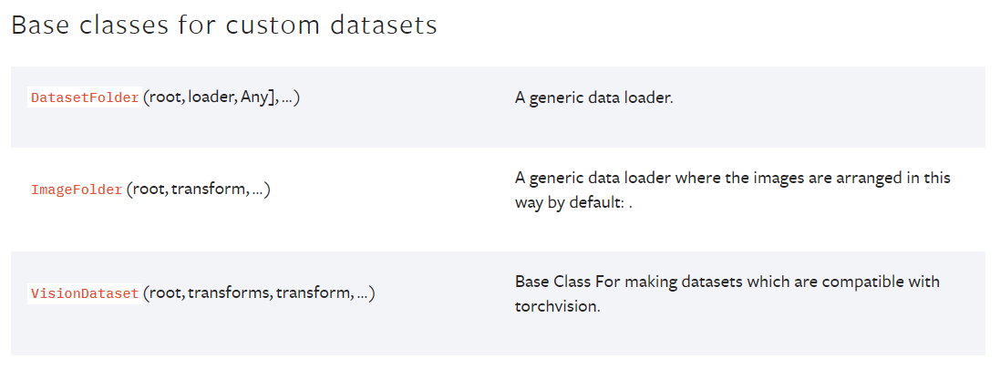 Base classes for custom datasets
DatasetFolder(root, loader, Any], ...) A generic data loader.
ImageFolder(root, transform, ...) A generic data loader where the images are arranged in this
way by default: .
VisionDataset(root, transforms, transform, ...) Base Class For making datasets which are compatible with
torchvision.